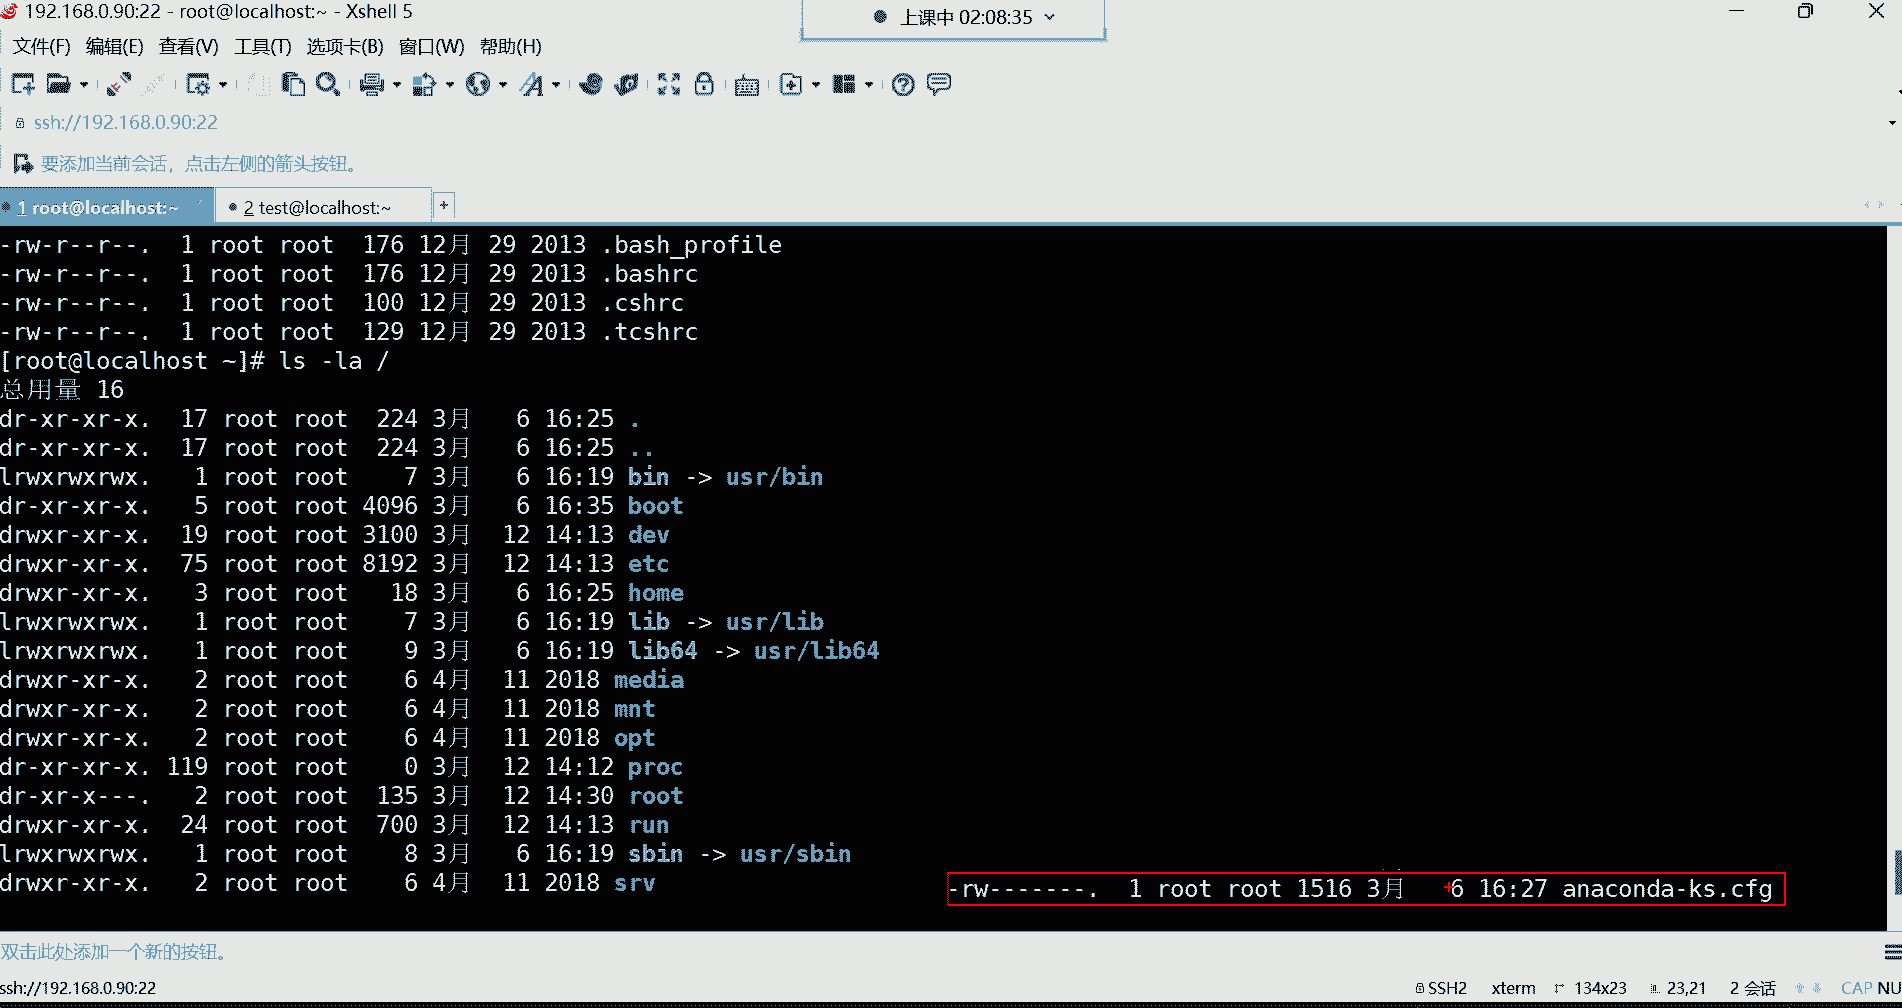 192.168.0.90:22 - root@localhost:~ - Xshell 5
上课中 02:08:35
文件(F) 编辑(E) 查看(V) 工具(T) 选项卡(B) 窗口(W) 帮助(H)
ssh://192.168.0.90:22
要添加当前会话，点击左侧的箭头按钮。
1 root@localhost:~ 2 test@localhost:~ +
-rw-r--r--. 1 root root 176 12月 29 2013 .bash_profile
-rw-r--r--. 1 root root 176 12月 29 2013 .bashrc
-rw-r--r--. 1 root root 100 12月 29 2013 .cshrc
-rw-r--r--. 1 root root 129 12月 29 2013 .tcshrc
[root@localhost ~]# ls -la /
总用量 16
dr-xr-xr-x. 17 root root 224 3月 6 16:25 .
dr-xr-xr-x. 17 root root 224 3月 6 16:25 ..
lrwxrwxrwx. 1 root root 7 3月 6 16:19 bin -> usr/bin
dr-xr-xr-x. 5 root root 4096 3月 6 16:35 boot
drwxr-xr-x. 19 root root 3100 3月 12 14:13 dev
drwxr-xr-x. 75 root root 8192 3月 12 14:13 etc
drwxr-xr-x. 3 root root 18 3月 6 16:25 home
lrwxrwxrwx. 1 root root 7 3月 6 16:19 lib -> usr/lib
lrwxrwxrwx. 1 root root 9 3月 6 16:19 lib64 -> usr/lib64
drwxr-xr-x. 2 root root 6 4月 11 2018 media
drwxr-xr-x. 2 root root 6 4月 11 2018 mnt
drwxr-xr-x. 2 root root 6 4月 11 2018 opt
dr-xr-xr-x. 119 root root 0 3月 12 14:12 proc
dr-xr-x---. 2 root root 135 3月 12 14:30 root
drwxr-xr-x. 24 root root 700 3月 12 14:13 run
lrwxrwxrwx. 1 root root 8 3月 6 16:19 sbin -> usr/sbin
drwxr-xr-x. 2 root root 6 4月 11 2018 srv
-rw-------. 1 root root 1516 3月 6 16:27 anaconda-ks.cfg
双击此处添加一个新的按钮。
ssh://192.168.0.90:22 SSH2 xterm 134x23 23,21 2 会话 CAP NU